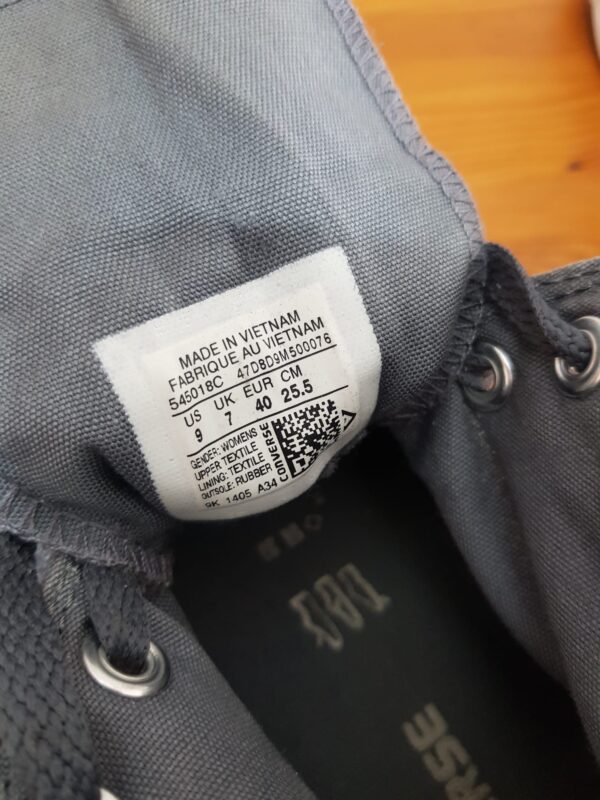 MADE IN VIETNAM
FABRIQUE AU VIETNAM
545018C 47D8D9M500076
US UK EUR CM
9 7 40 25.5
GENDER: WOMENS
UPPER TEXTILE
LINING: TEXTILE
OUTSOLE: RUBBER
CONVERSE
9K 1405 A34
RSE